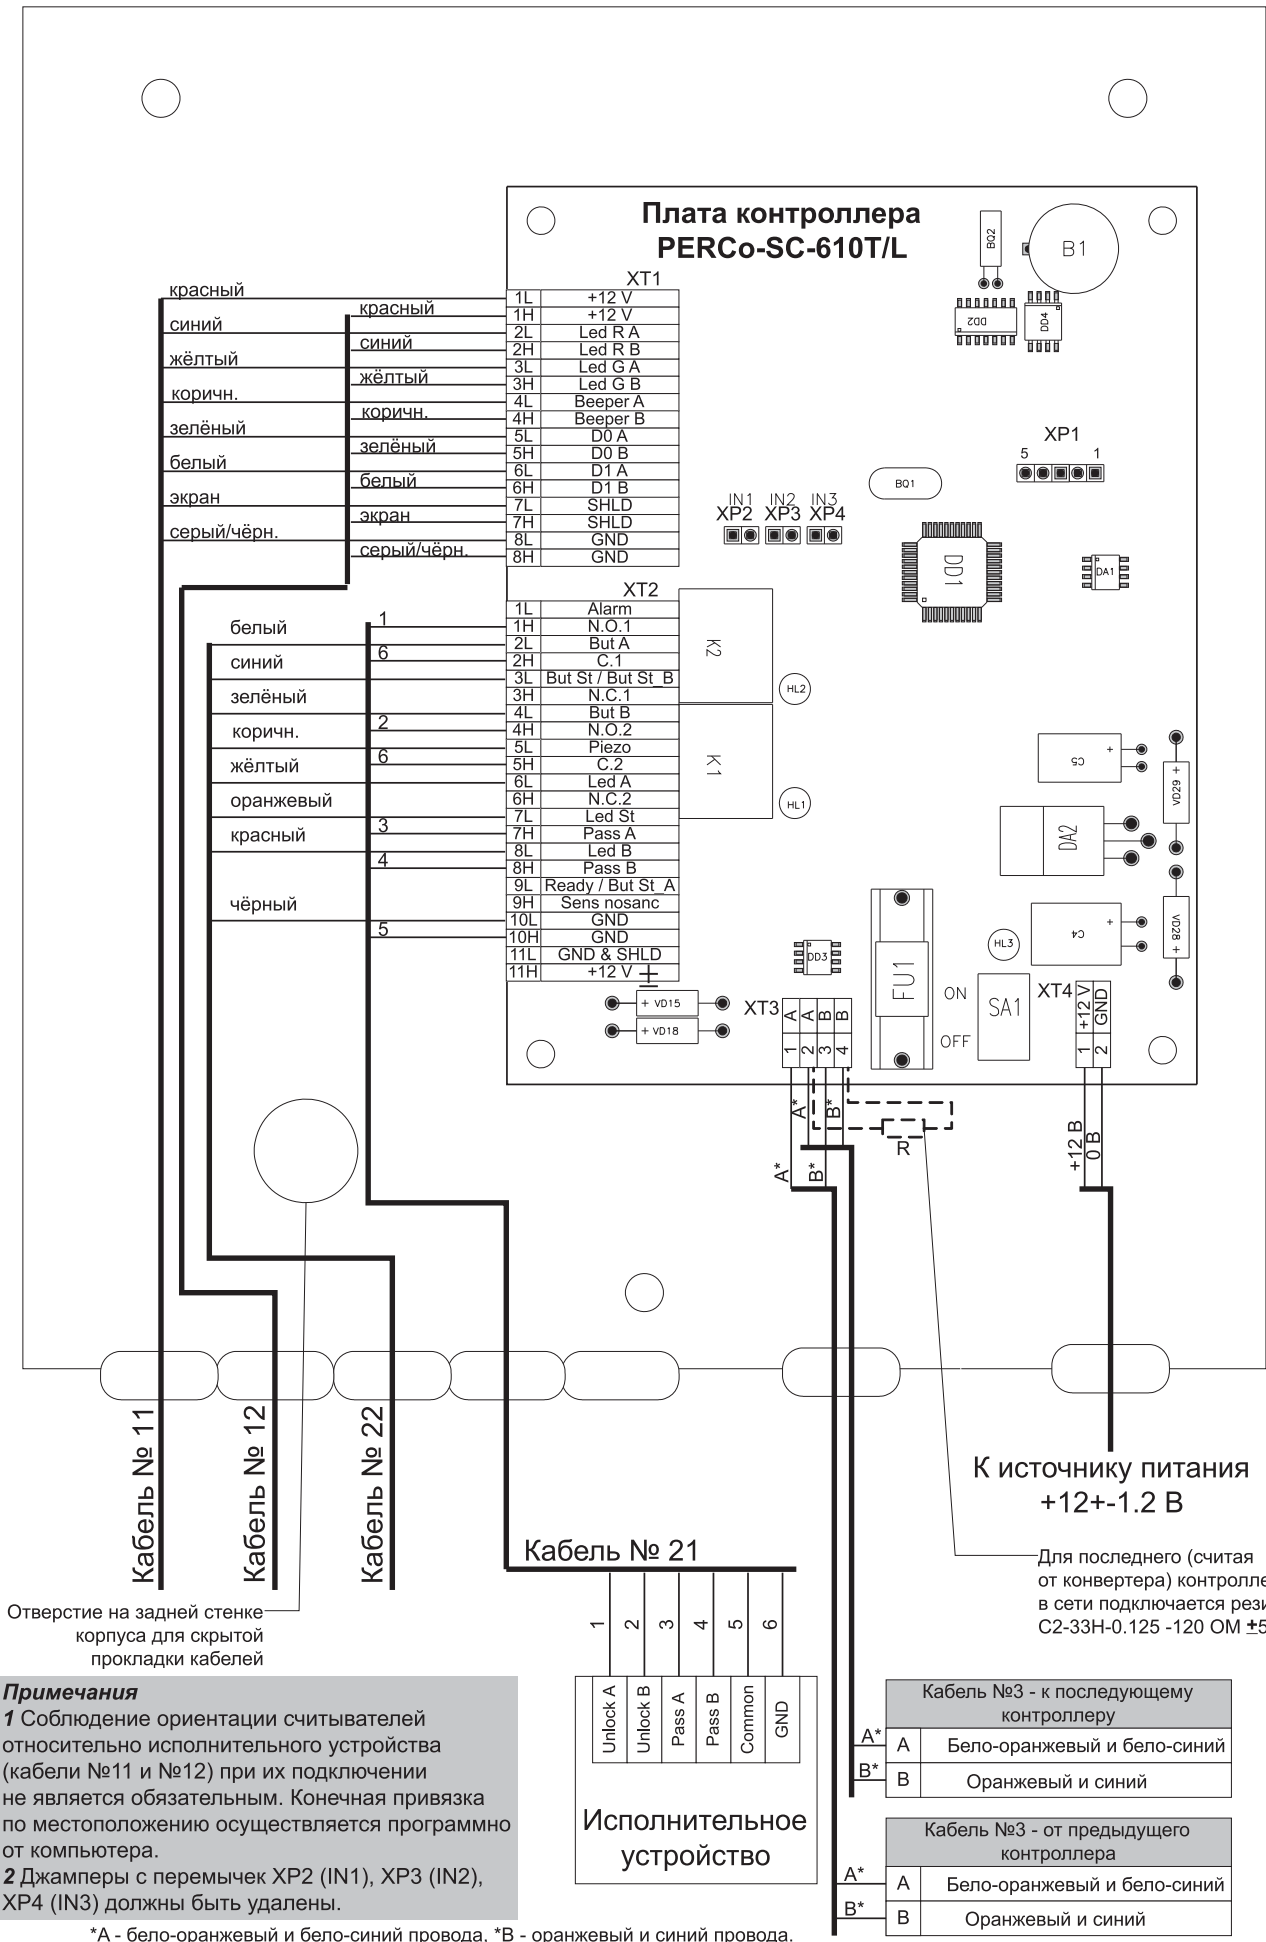 Плата контроллера
PERCo-SC-610T/L
BQ2
B1
DD2
DD4
XT1
1L +12 V
1H +12 V
2L Led R A
2H Led R B
3L Led G A
3H Led G B
4L Beeper A
4H Beeper B
5L D0 A
5H D0 B
6L D1 A
6H D1 B
7L SHLD
7H SHLD
8L GND
8H GND
красный
синий
жёлтый
коричн.
зелёный
белый
экран
серый/чёрн.
красный
синий
жёлтый
коричн.
зелёный
белый
экран
серый/чёрн.
XP1
5 1
BQ1
IN1 IN2 IN3
XP2 XP3 XP4
DD1
DA1
XT2
1L Alarm
1H N.O.1
2L But A
2H C.1
3L But St / But St_B
3H N.C.1
4L But B
4H N.O.2
5L Piezo
5H C.2
6L Led A
6H N.C.2
7L Led St
7H Pass A
8L Led B
8H Pass B
9L Ready / But St_A
9H Sens nosanc
10L GND
10H GND
11L GND & SHLD
11H +12 V
белый
синий
зелёный
коричн.
жёлтый
оранжевый
красный
чёрный
1
6
2
6
3
4
5
K2
HL2
K1
HL1
C5 +
VD29 +
DA2
C4 +
VD28 +
HL3
DD3
FU1
ON
OFF
SA1
+ VD15
+ VD18
XT3
A A B B
1 2 3 4
XT4
+12 V
GND
1 2
A*
B*
A*
B*
R
+12 В
0 В
Кабель № 11
Кабель № 12
Кабель № 22
К источнику питания
+12+-1.2 В
Кабель № 21
Для последнего (считая
от конвертера) контролле
в сети подключается рези
С2-33Н-0.125 -120 ОМ ±5
Отверстие на задней стенке
корпуса для скрытой
прокладки кабелей
1 2 3 4 5 6
Unlock A
Unlock B
Pass A
Pass B
Common
GND
Исполнительное
устройство
Примечания
1 Соблюдение ориентации считывателей
относительно исполнительного устройства
(кабели №11 и №12) при их подключении
не является обязательным. Конечная привязка
по местоположению осуществляется программно
от компьютера.
2 Джамперы с перемычек XP2 (IN1), XP3 (IN2),
XP4 (IN3) должны быть удалены.
Кабель №3 - к последующему
контроллеру
A* A Бело-оранжевый и бело-синий
B* B Оранжевый и синий
Кабель №3 - от предыдущего
контроллера
A* A Бело-оранжевый и бело-синий
B* B Оранжевый и синий
*А - бело-оранжевый и бело-синий провода, *В - оранжевый и синий провода.